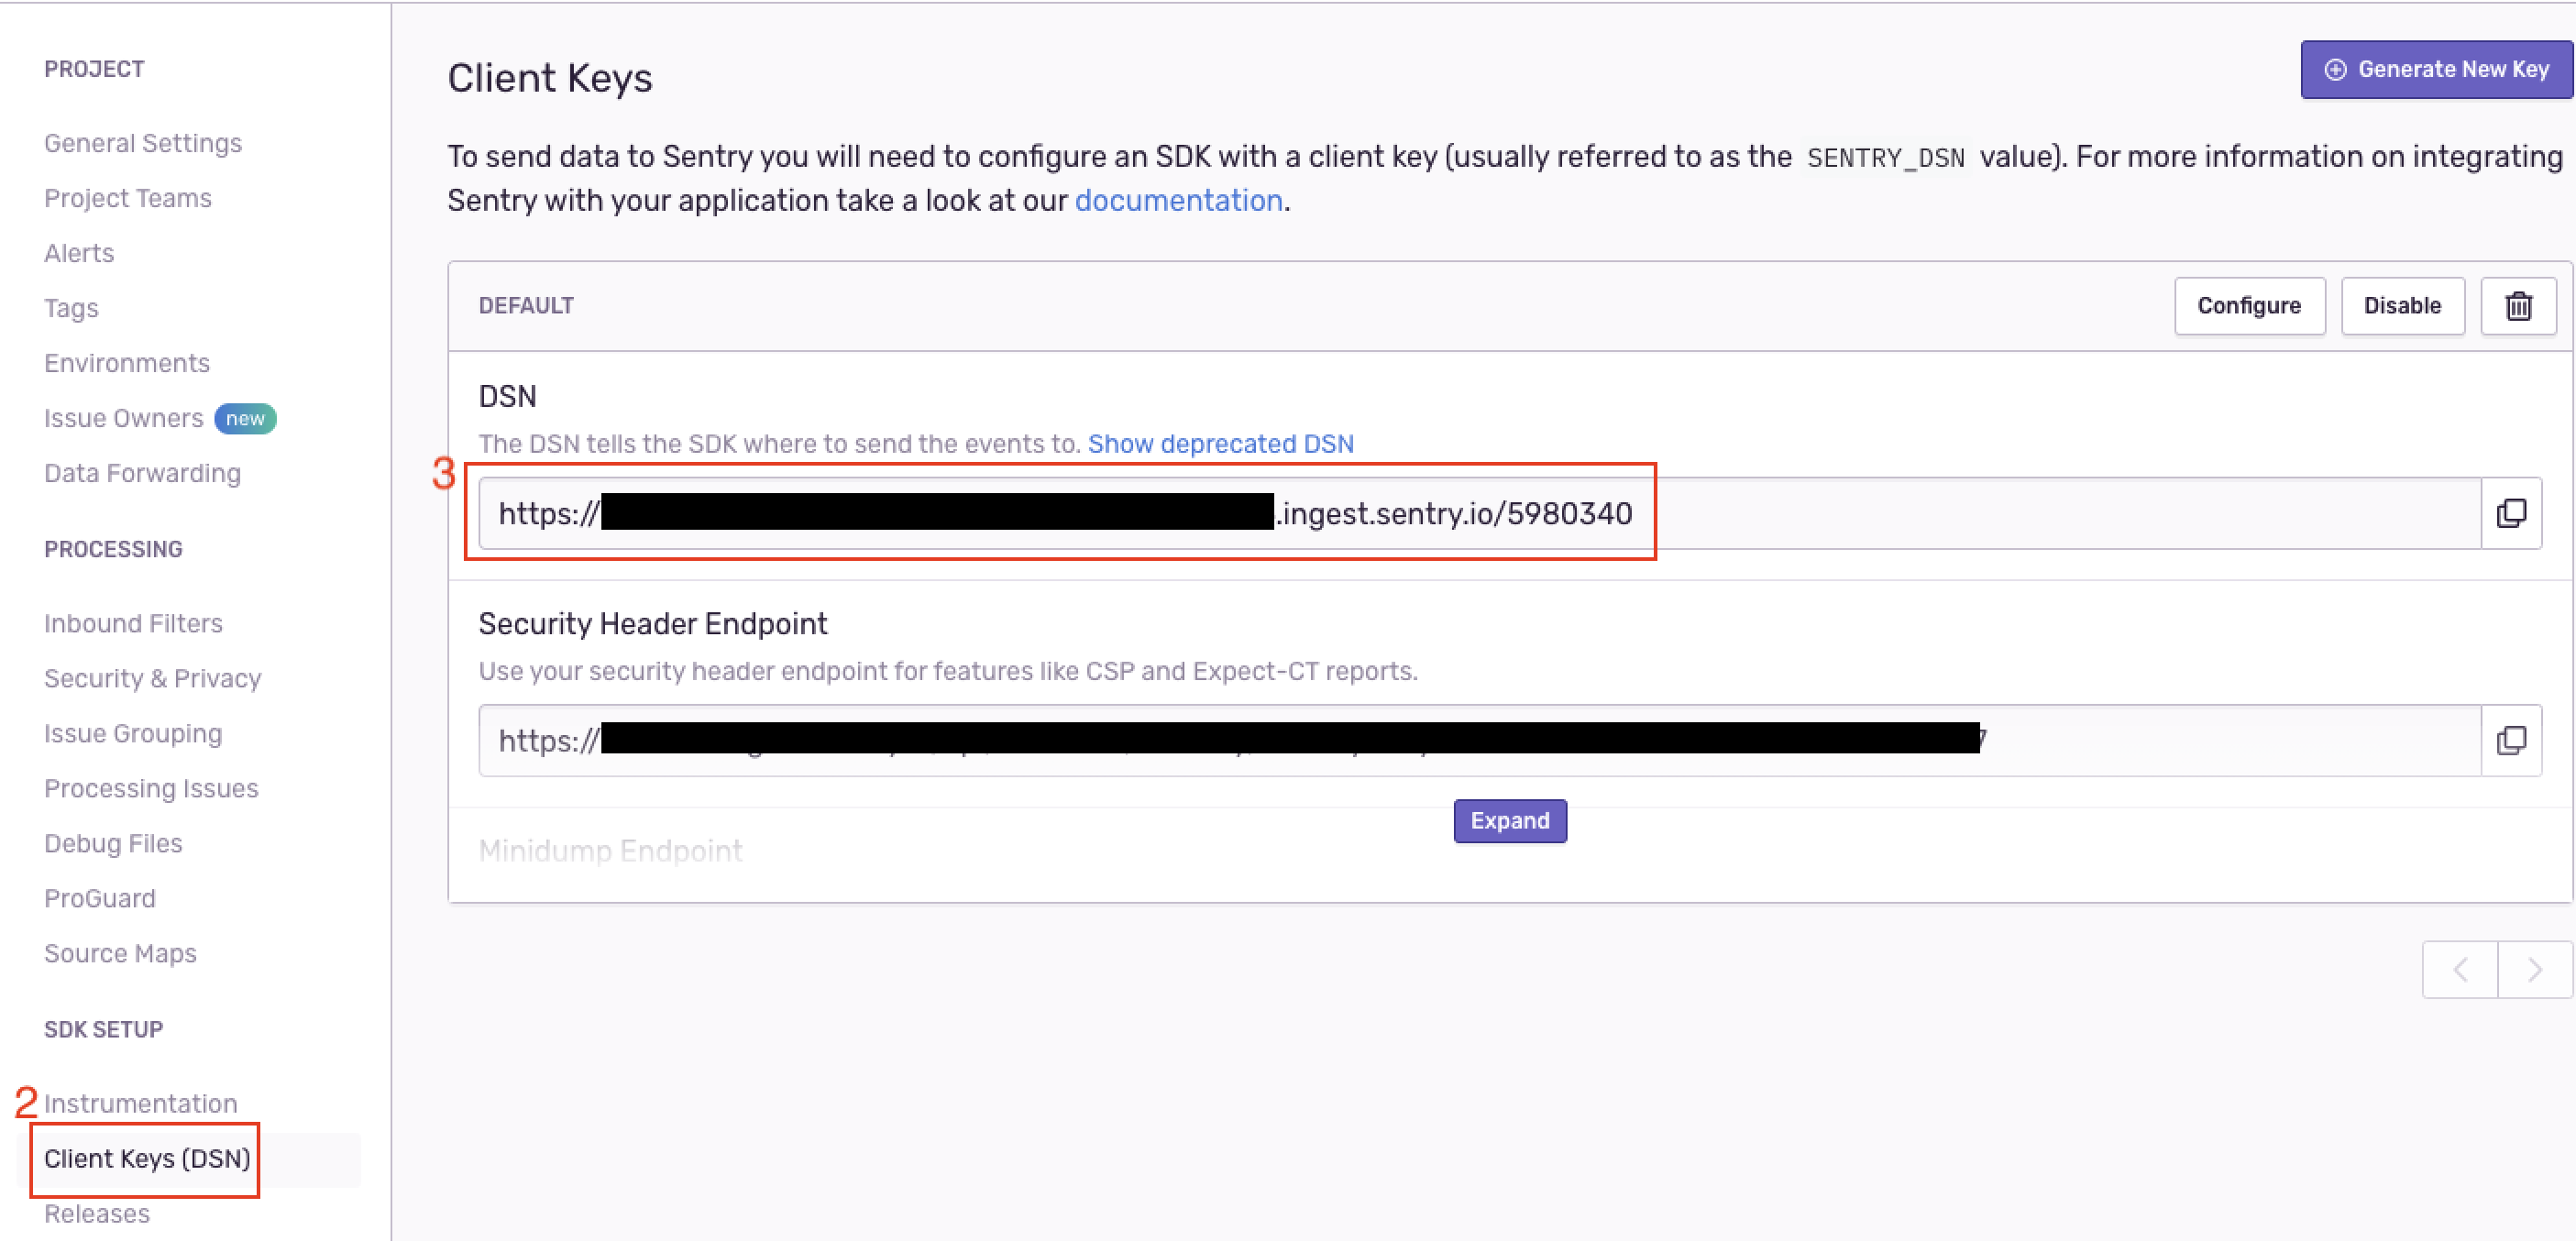 PROJECT
General Settings
Project Teams
Alerts
Tags
Environments
Issue Owners new
Data Forwarding
PROCESSING
Inbound Filters
Security & Privacy
Issue Grouping
Processing Issues
Debug Files
ProGuard
Source Maps
SDK SETUP
2
Instrumentation
Client Keys (DSN)
Releases
Client Keys
Generate New Key
To send data to Sentry you will need to configure an SDK with a client key (usually referred to as the SENTRY_DSN value). For more information on integrating
Sentry with your application take a look at our documentation.
DEFAULT
Configure
Disable
DSN
The DSN tells the SDK where to send the events to. Show deprecated DSN
3
https:// .ingest.sentry.io/5980340
Security Header Endpoint
Use your security header endpoint for features like CSP and Expect-CT reports.
https://
Expand
Minidump Endpoint